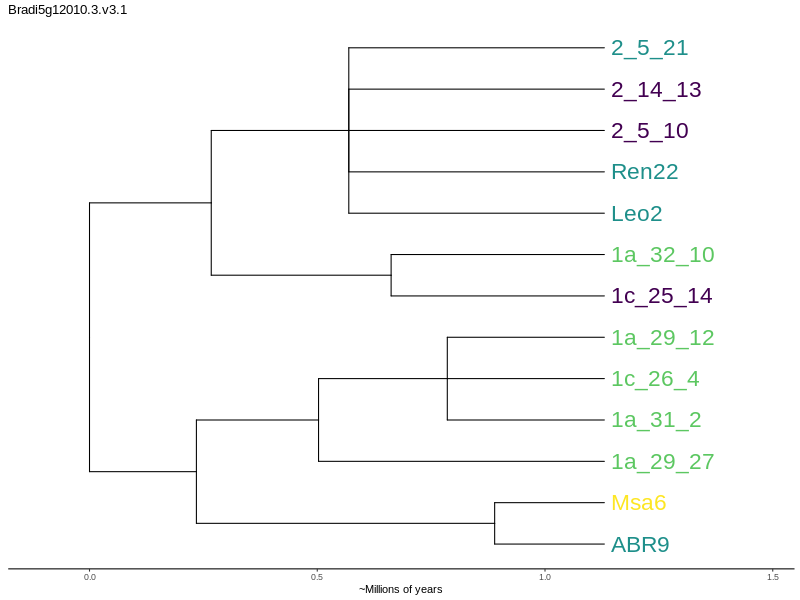 Bradi5g12010.3.v3.1
2_5_21
2_14_13
2_5_10
Ren22
Leo2
1a_32_10
1c_25_14
1a_29_12
1c_26_4
1a_31_2
1a_29_27
Msa6
ABR9
0.0 0.5 1.0 1.5
~Millions of years